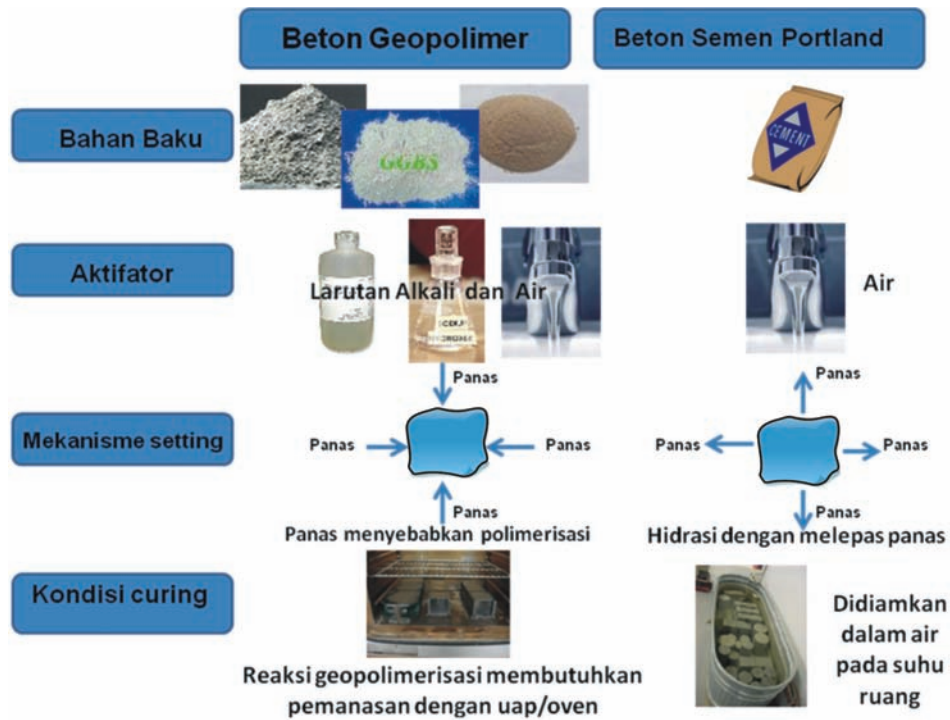 Beton Geopolimer
Beton Semen Portland
Bahan Baku
GGBS
CEMENT
Aktifator
Larutan Alkali dan Air
Air
Mekanisme setting
Panas
Panas
Panas
Panas
Panas menyebabkan polimerisasi
Panas
Panas
Panas
Panas
Hidrasi dengan melepas panas
Kondisi curing
Reaksi geopolimerisasi membutuhkan
pemanasan dengan uap/oven
Didiamkan
dalam air
pada suhu
ruang